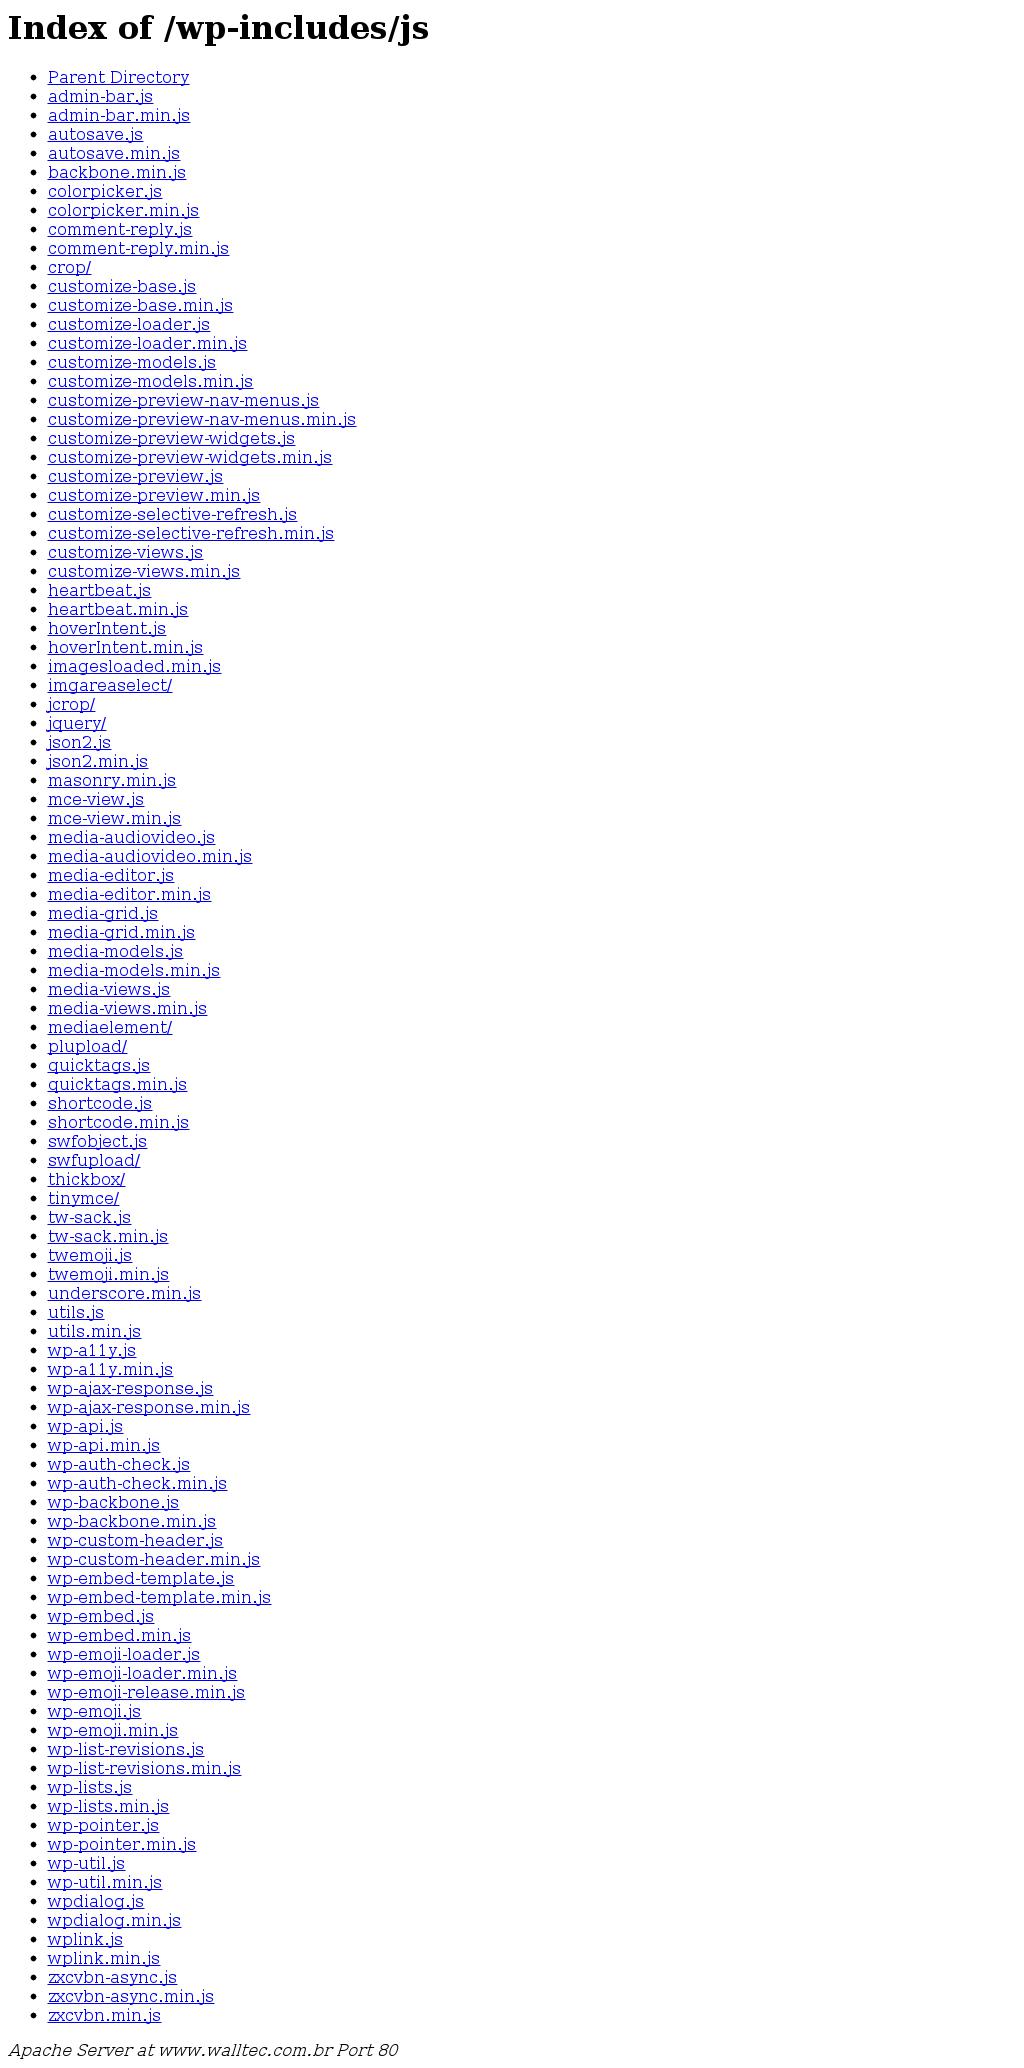 Index of /wp-includes/js
Parent Directory
admin-bar.js
admin-bar.min.js
autosave.js
autosave.min.js
backbone.min.js
colorpicker.js
colorpicker.min.js
comment-reply.js
comment-reply.min.js
crop/
customize-base.js
customize-base.min.js
customize-loader.js
customize-loader.min.js
customize-models.js
customize-models.min.js
customize-preview-nav-menus.js
customize-preview-nav-menus.min.js
customize-preview-widgets.js
customize-preview-widgets.min.js
customize-preview.js
customize-preview.min.js
customize-selective-refresh.js
customize-selective-refresh.min.js
customize-views.js
customize-views.min.js
heartbeat.js
heartbeat.min.js
hoverIntent.js
hoverIntent.min.js
imagesloaded.min.js
imgareaselect/
jcrop/
jquery/
json2.js
json2.min.js
masonry.min.js
mce-view.js
mce-view.min.js
media-audiovideo.js
media-audiovideo.min.js
media-editor.js
media-editor.min.js
media-grid.js
media-grid.min.js
media-models.js
media-models.min.js
media-views.js
media-views.min.js
mediaelement/
plupload/
quicktags.js
quicktags.min.js
shortcode.js
shortcode.min.js
swfobject.js
swfupload/
thickbox/
tinymce/
tw-sack.js
tw-sack.min.js
twemoji.js
twemoji.min.js
underscore.min.js
utils.js
utils.min.js
wp-a11y.js
wp-a11y.min.js
wp-ajax-response.js
wp-ajax-response.min.js
wp-api.js
wp-api.min.js
wp-auth-check.js
wp-auth-check.min.js
wp-backbone.js
wp-backbone.min.js
wp-custom-header.js
wp-custom-header.min.js
wp-embed-template.js
wp-embed-template.min.js
wp-embed.js
wp-embed.min.js
wp-emoji-loader.js
wp-emoji-loader.min.js
wp-emoji-release.min.js
wp-emoji.js
wp-emoji.min.js
wp-list-revisions.js
wp-list-revisions.min.js
wp-lists.js
wp-lists.min.js
wp-pointer.js
wp-pointer.min.js
wp-util.js
wp-util.min.js
wpdialog.js
wpdialog.min.js
wplink.js
wplink.min.js
zxcvbn-async.js
zxcvbn-async.min.js
zxcvbn.min.js
Apache Server at www.walltec.com.br Port 80